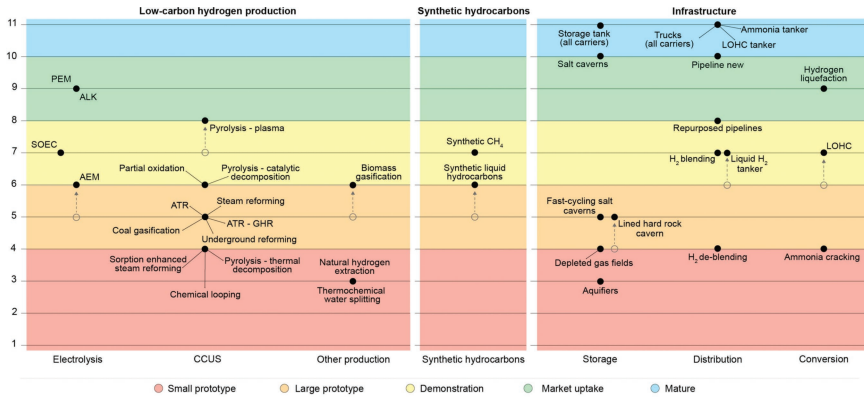 Low-carbon hydrogen production
Synthetic hydrocarbons
Infrastructure
11
10
9
8
7
6
5
4
3
2
1
PEM
ALK
SOEC
AEM
Pyrolysis - plasma
Partial oxidation
Pyrolysis - catalytic
decomposition
ATR
Steam reforming
Coal gasification
ATR - GHR
Underground reforming
Sorption enhanced
steam reforming
Pyrolysis - thermal
decomposition
Chemical looping
Biomass
gasification
Natural hydrogen
extraction
Thermochemical
water splitting
Synthetic CH₄
Synthetic liquid
hydrocarbons
Storage tank
(all carriers)
Salt caverns
Fast-cycling salt
caverns
Lined hard rock
cavern
Depleted gas fields
Aquifiers
Trucks
(all carriers)
Ammonia tanker
LOHC tanker
Pipeline new
Repurposed pipelines
H₂ blending
Liquid H₂
tanker
H₂ de-blending
Hydrogen
liquefaction
LOHC
Ammonia cracking
Electrolysis
CCUS
Other production
Synthetic hydrocarbons
Storage
Distribution
Conversion
Small prototype
Large prototype
Demonstration
Market uptake
Mature